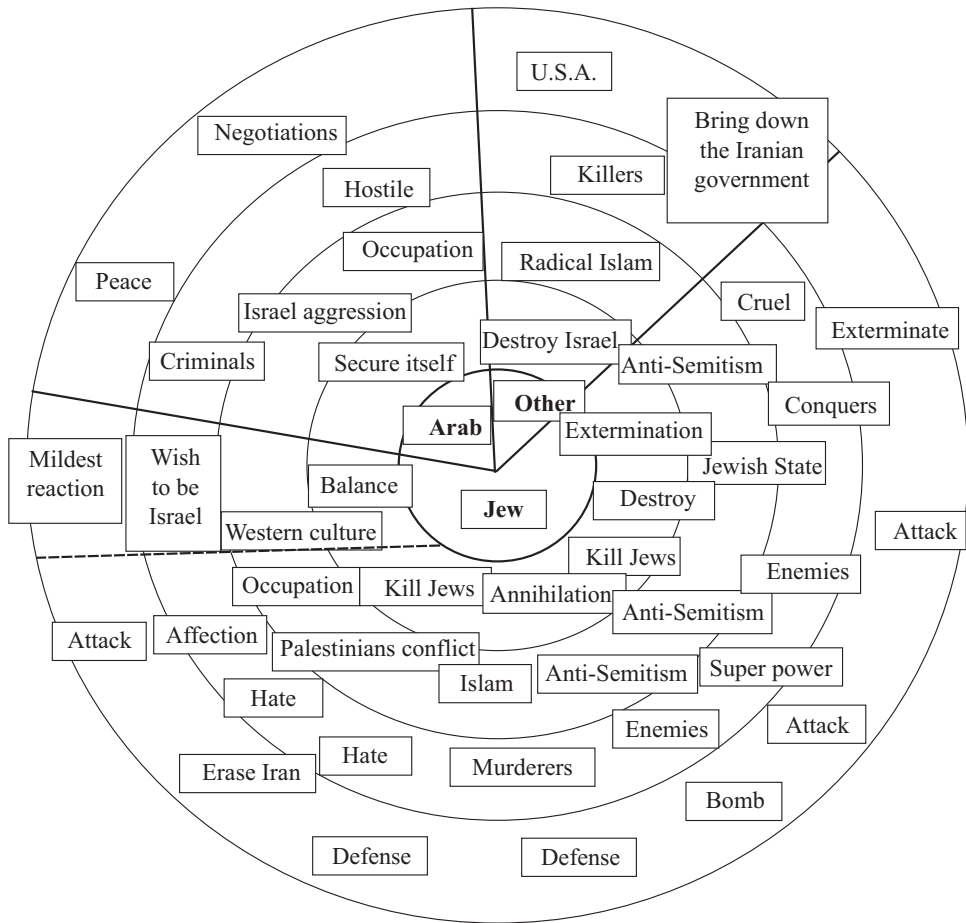 U.S.A.
Negotiations
Bring down
the Iranian
government
Killers
Hostile
Occupation
Radical Islam
Peace
Cruel
Israel aggression
Exterminate
Destroy Israel
Criminals
Secure itself
Anti-Semitism
Other
Conquers
Arab
Extermination
Mildest
reaction
Wish
to be
Israel
Balance
Jewish State
Jew
Destroy
Western culture
Attack
Kill Jews
Enemies
Occupation
Kill Jews
Annihilation
Anti-Semitism
Attack
Affection
Palestinians conflict
Islam
Anti-Semitism
Super power
Hate
Enemies
Attack
Hate
Erase Iran
Murderers
Bomb
Defense
Defense